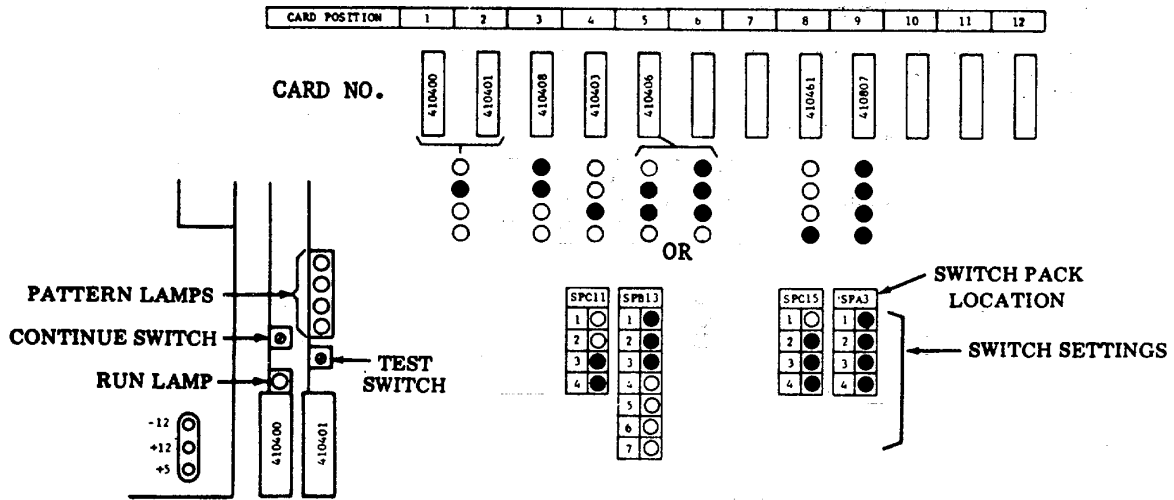 CARD POSITION 1 2 3 4 5 6 7 8 9 10 11 12
CARD NO. 410400 410401 410408 410403 410406 410461 410807
OR
PATTERN LAMPS
CONTINUE SWITCH
RUN LAMP
TEST
SWITCH
-12
+12
+5
410400
410401
SPC11
1
2
3
4
SPB13
1
2
3
4
5
6
7
SPC15
1
2
3
4
SPA3
1
2
3
4
SWITCH PACK
LOCATION
SWITCH SETTINGS